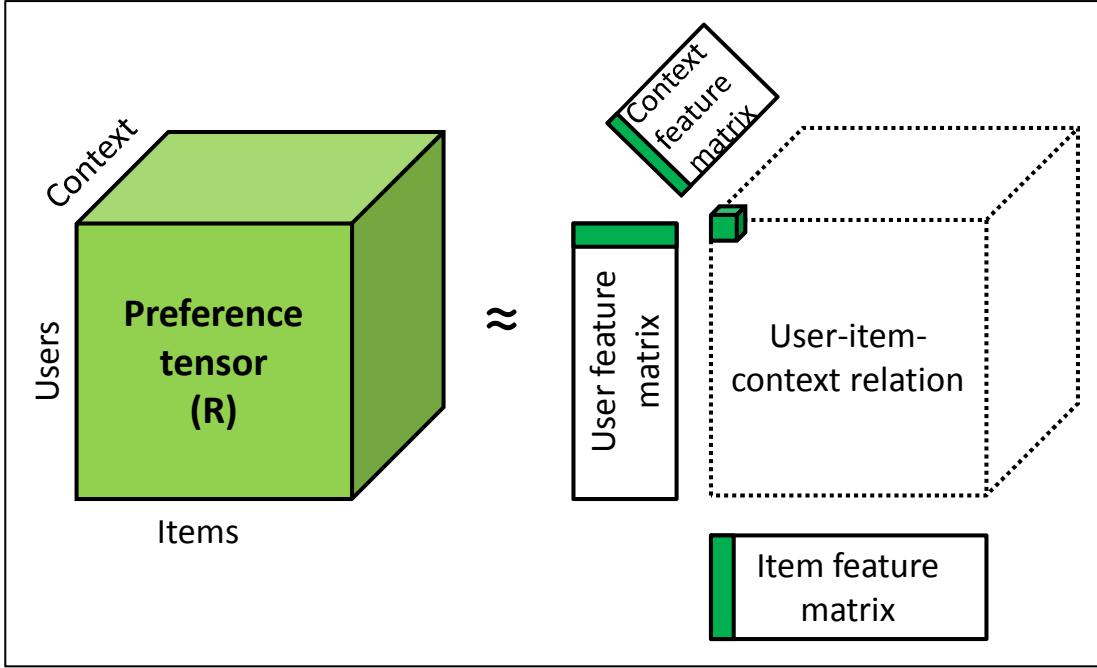 Context
Users
Preference
tensor
(R)
Items
≈
Context
feature
matrix
User feature
matrix
User-item-
context relation
Item feature
matrix